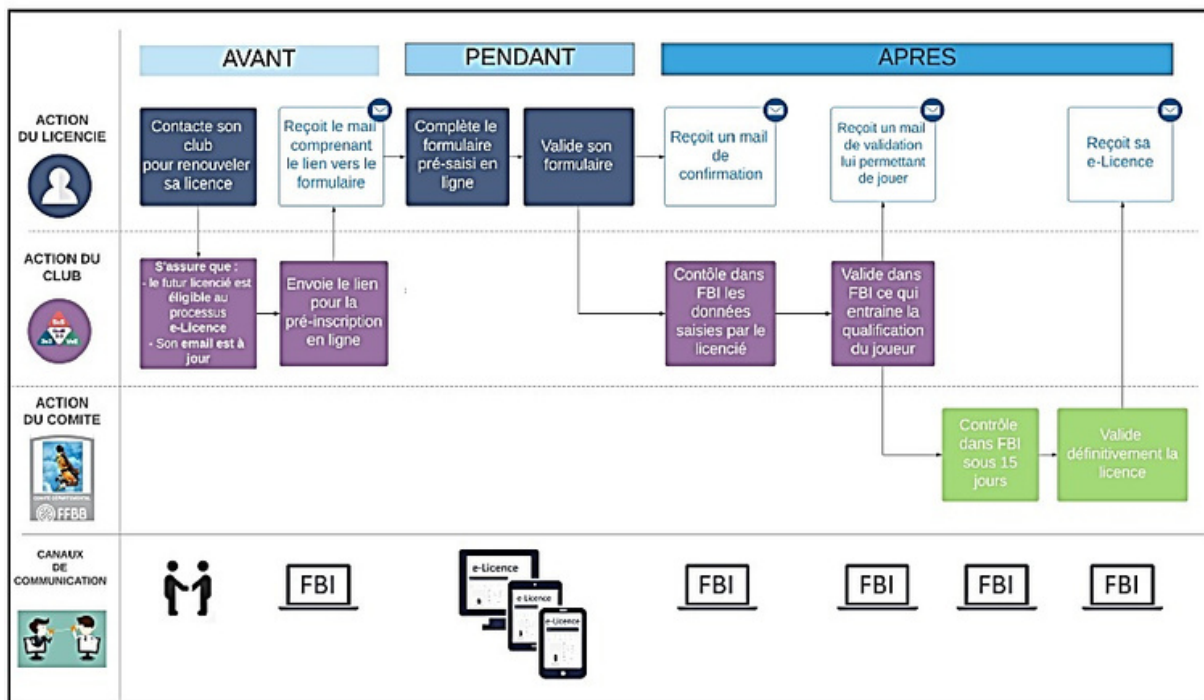 AVANT
PENDANT
APRES
ACTION
DU LICENCIE
Contacte son
club
pour renouveler
sa licence
Reçoit le mail
comprenant
le lien vers le
formulaire
Complète le
formulaire
pré-saisi en
ligne
Valide son
formulaire
Reçoit un mail
de
confirmation
Reçoit un mail
de validation
lui permettant
de jouer
Reçoit sa
e-Licence
ACTION DU
CLUB
S'assure que :
- le futur licencié est
éligible au
processus
e-Licence
- Son email est à
jour
Envoie le lien
pour la
pré-inscription
en ligne
Contôle dans
FBI les
données
saisies par le
licencié
Valide dans
FBI ce qui
entraine la
qualification
du joueur
ACTION
DU COMITE
COMITÉ DÉPARTEMENTAL
FFBB
Contrôle
dans FBI
sous 15
jours
Valide
définitivement la
licence
CANAUX
DE
COMMUNICATION
FBI
e-Licence
e-Licence
e-Licence
FBI
FBI
FBI
FBI